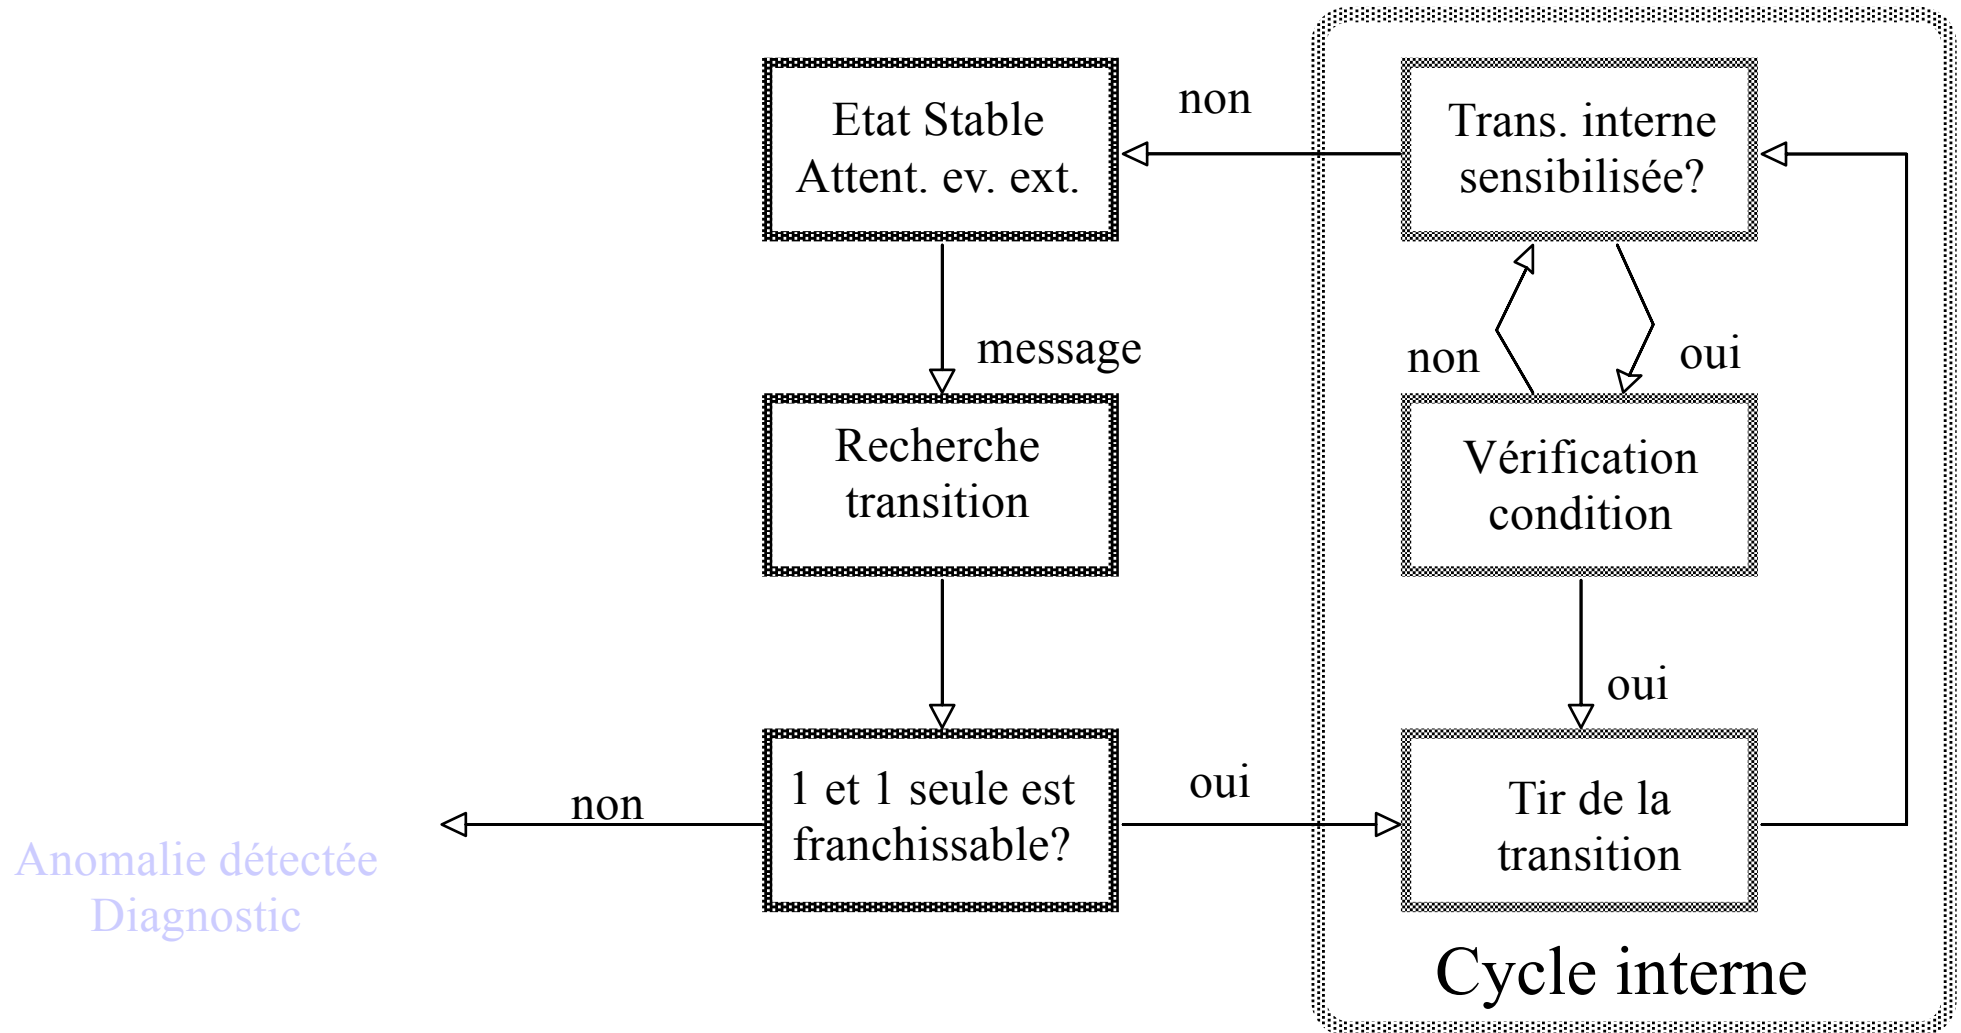 Etat Stable
Attent. ev. ext.
non
Trans. interne
sensibilisée?
message
non
oui
Recherche
transition
Vérification
condition
oui
non
1 et 1 seule est
franchissable?
oui
Tir de la
transition
Anomalie détectée
Diagnostic
Cycle interne